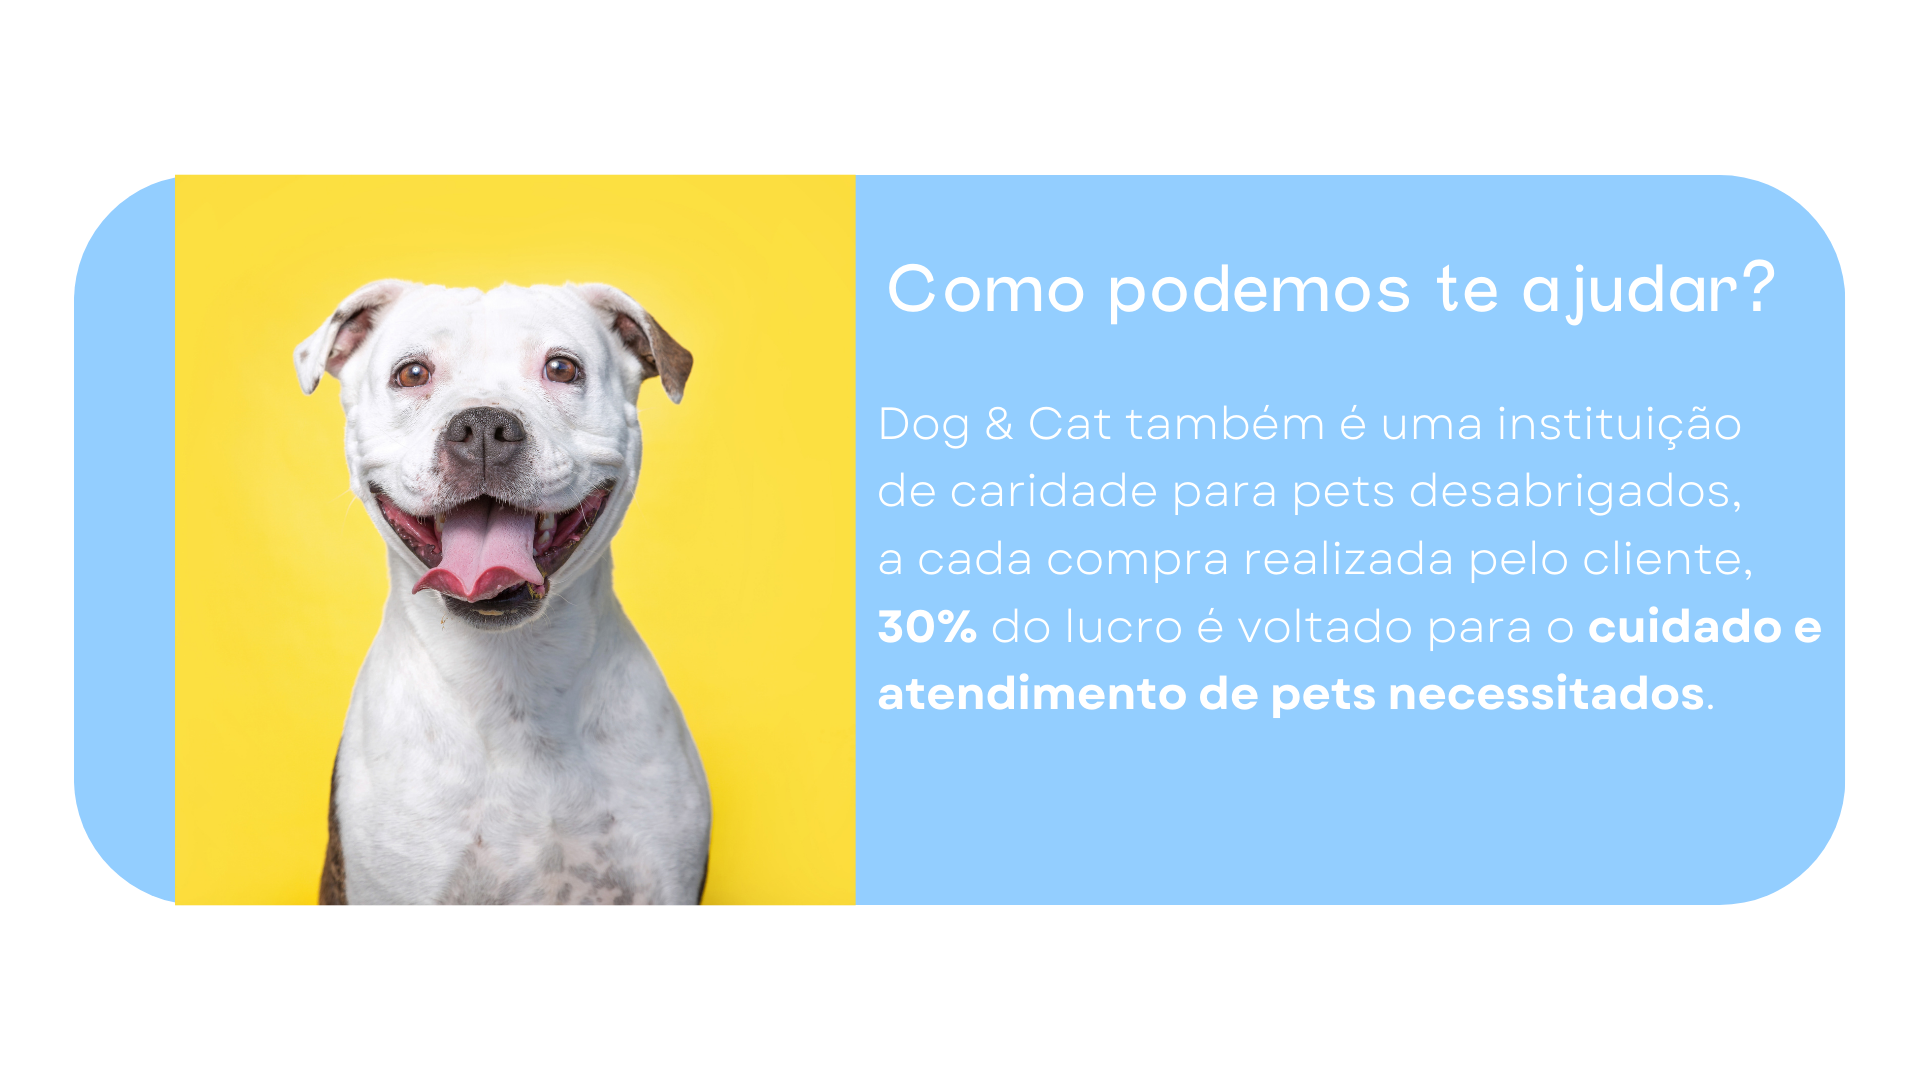 Como podemos te ajudar?
Dog & Cat também é uma instituição
de caridade para pets desabrigados,
a cada compra realizada pelo cliente,
30% do lucro é voltado para o cuidado e
atendimento de pets necessitados.